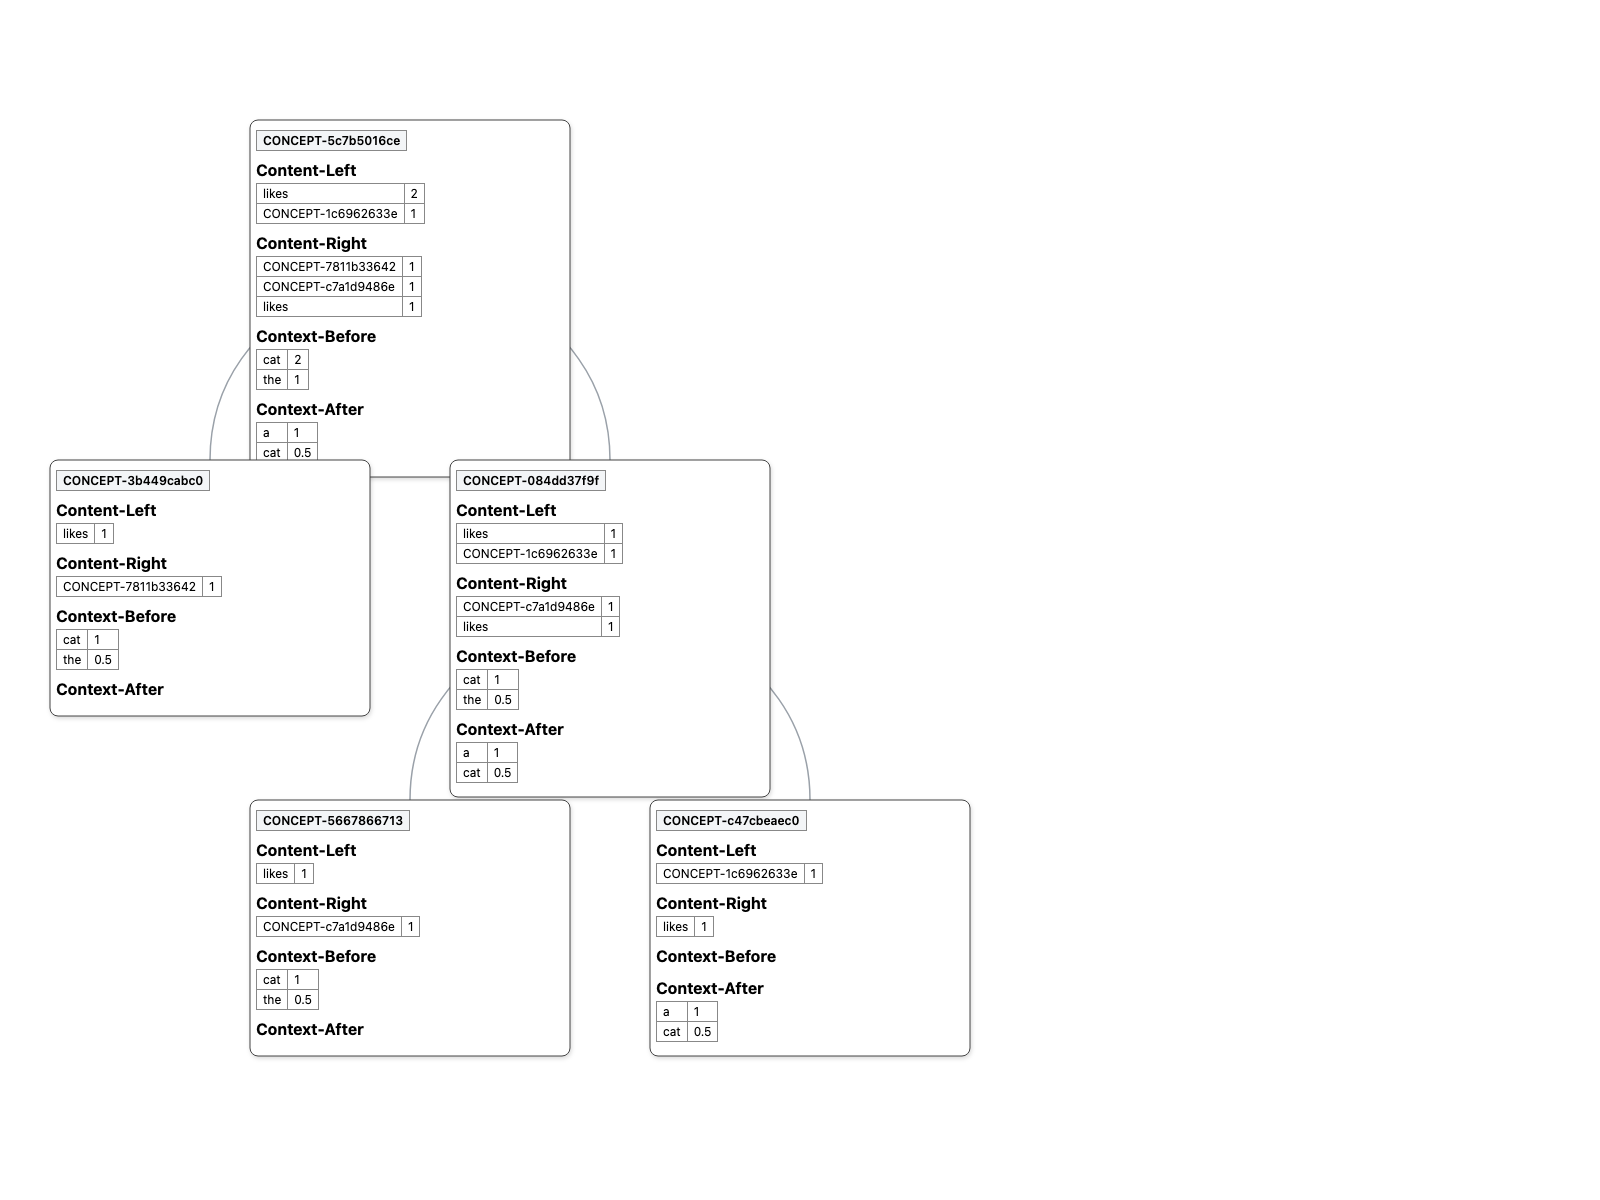 CONCEPT-5c7b5016ce
Content-Left
likes 2
CONCEPT-1c6962633e 1
Content-Right
CONCEPT-7811b33642 1
CONCEPT-c7a1d9486e 1
likes 1
Context-Before
cat 2
the 1
Context-After
a 1
cat 0.5
CONCEPT-3b449cabc0
Content-Left
likes 1
Content-Right
CONCEPT-7811b33642 1
Context-Before
cat 1
the 0.5
Context-After
CONCEPT-084dd37f9f
Content-Left
likes 1
CONCEPT-1c6962633e 1
Content-Right
CONCEPT-c7a1d9486e 1
likes 1
Context-Before
cat 1
the 0.5
Context-After
a 1
cat 0.5
CONCEPT-5667866713
Content-Left
likes 1
Content-Right
CONCEPT-c7a1d9486e 1
Context-Before
cat 1
the 0.5
Context-After
CONCEPT-c47cbeaec0
Content-Left
CONCEPT-1c6962633e 1
Content-Right
likes 1
Context-Before
Context-After
a 1
cat 0.5